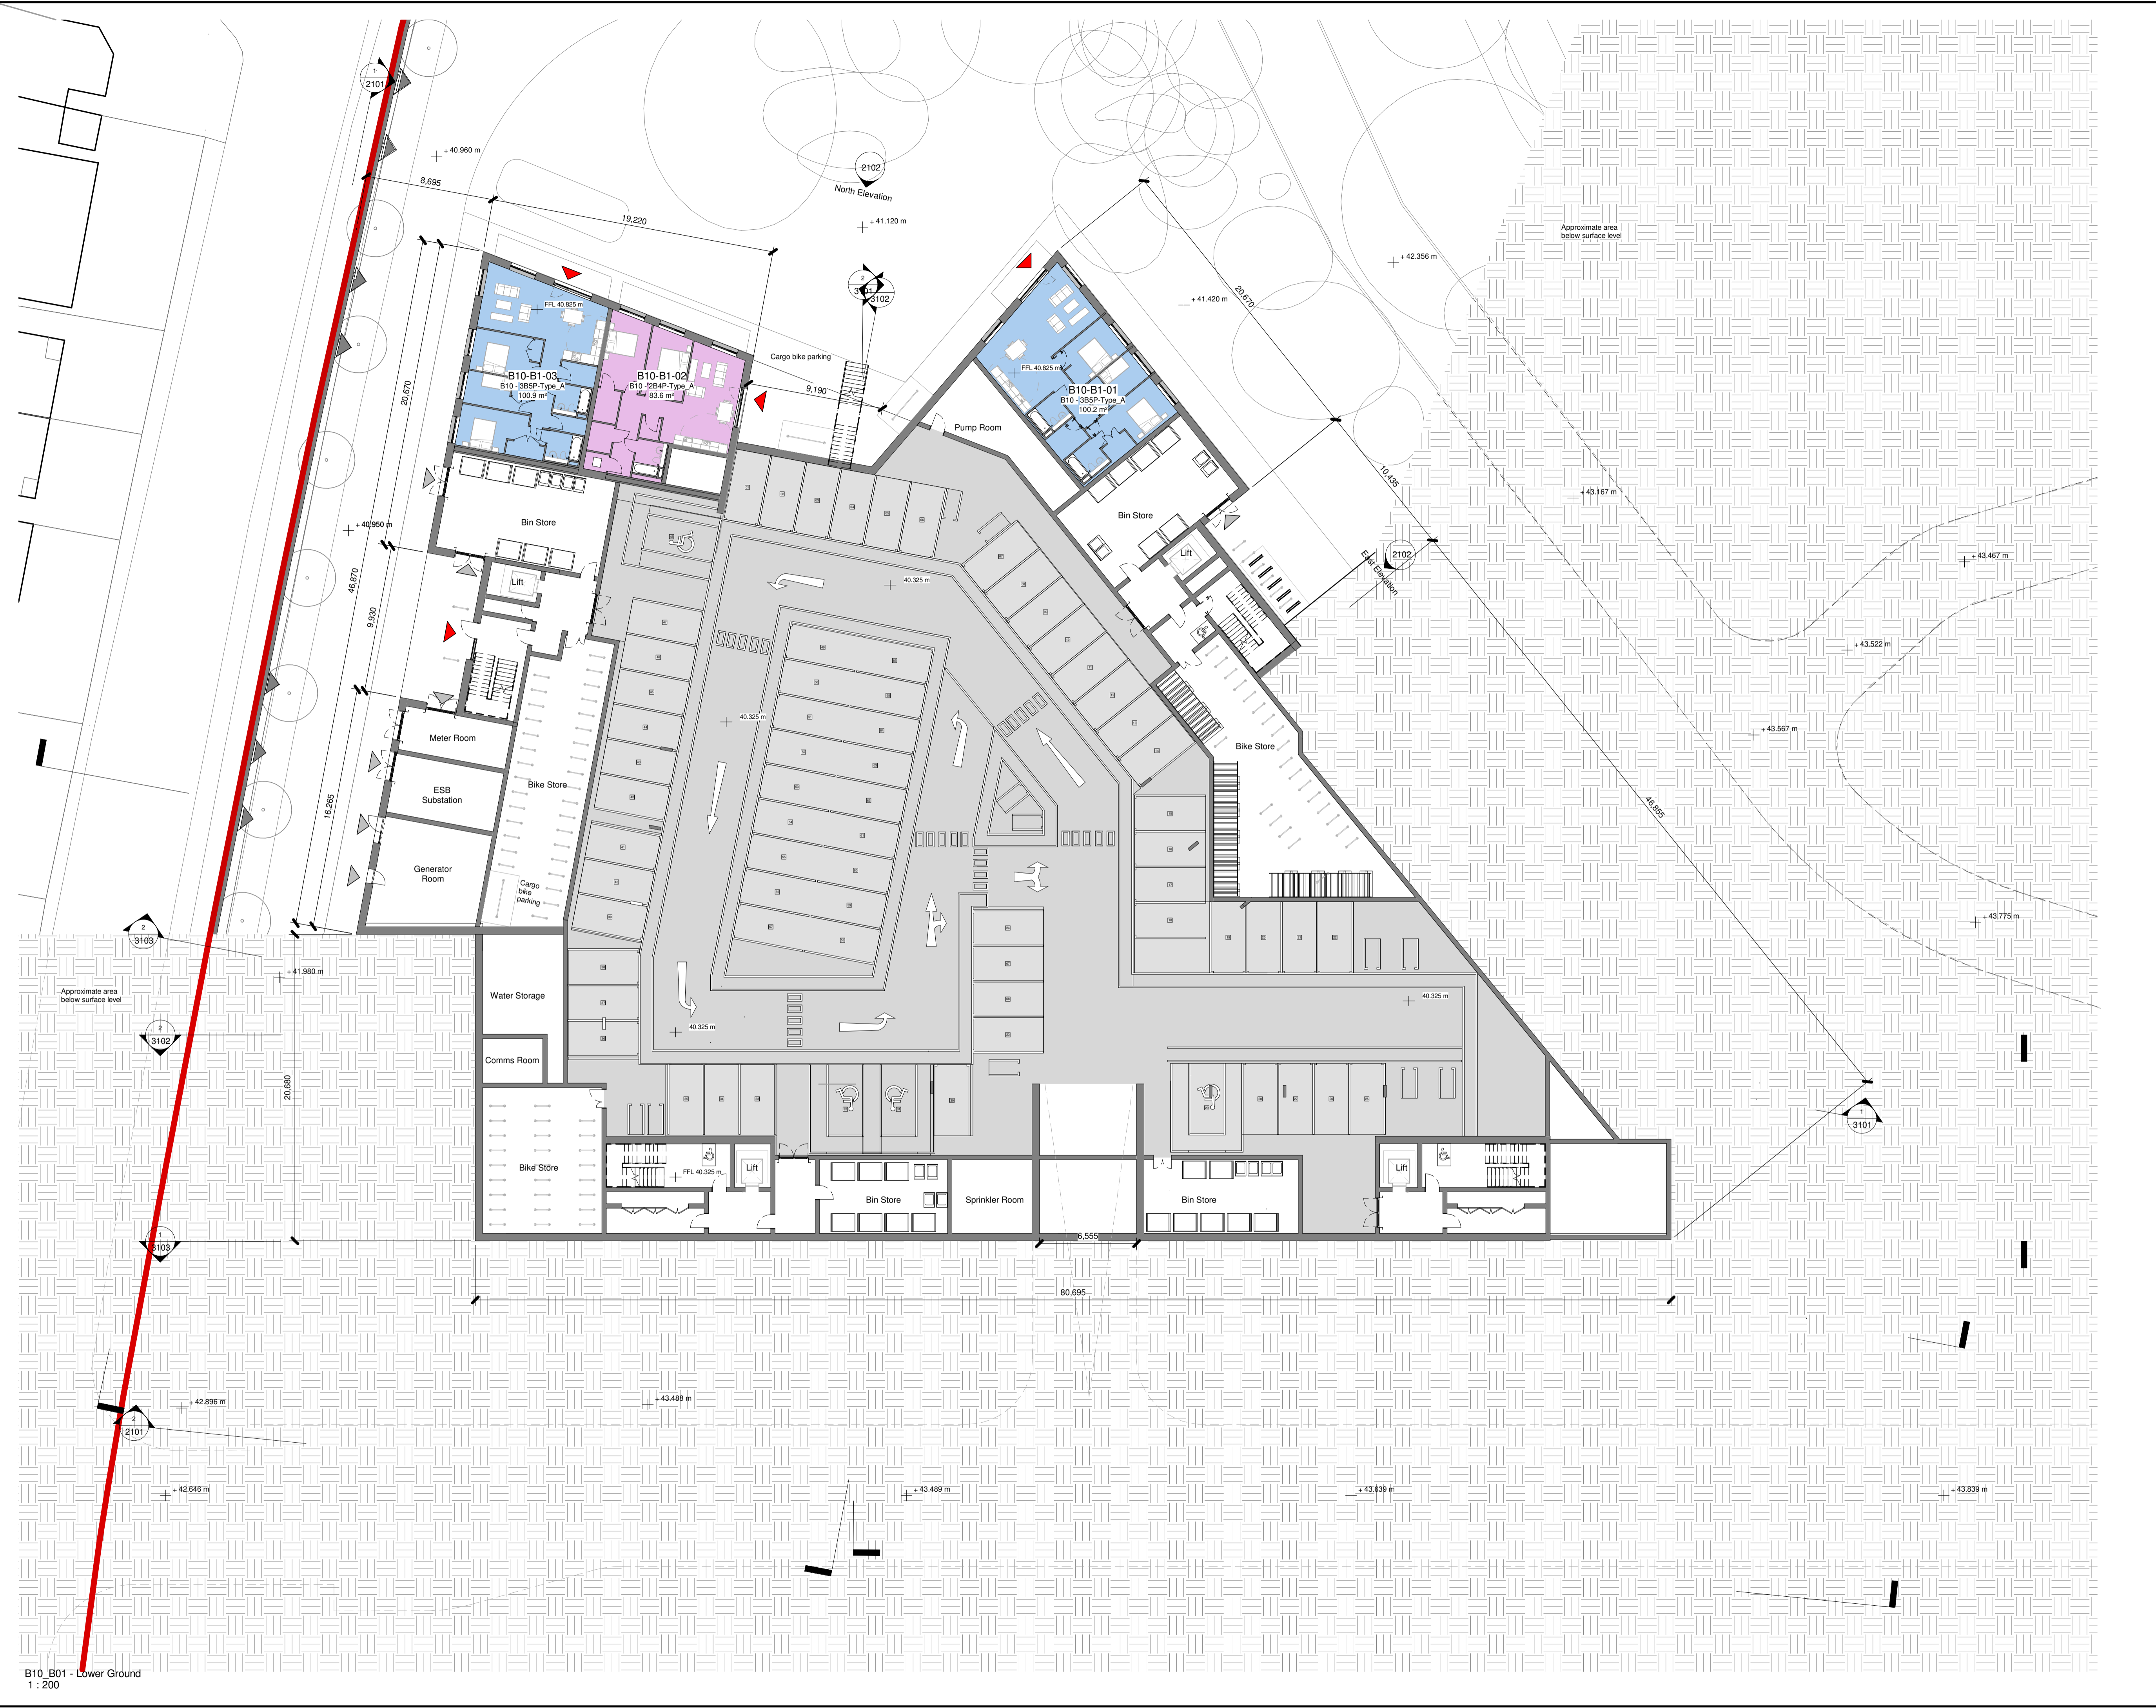 1
2101
+ 40.960 m
8,695
19,220
2102
North Elevation
+ 41.120 m
Approximate area
below surface level
+ 42.356 m
+ 41.420 m
20,670
2
3101
3102
FFL 40.825 m
Cargo bike parking
B10-B1-03
B10 - 3B5P-Type_A
100.9 m²
B10-B1-02
B10 - 2B4P-Type_A
83.6 m²
9,190
FFL 40.825 m
B10-B1-01
B10 - 3B5P-Type_A
100.2 m²
20,670
Pump Room
10,435
+ 43.167 m
Bin Store
Bin Store
+ 40.950 m
46,870
Lift
Lift
2102
East Elevation
+ 43.467 m
40.325 m
9,930
+ 43.522 m
40.325 m
Meter Room
Bike Store
+ 43.567 m
Bike Store
ESB
Substation
16,265
46,855
Generator
Room
Cargo
bike
parking
2
3103
+ 43.775 m
+ 41.980 m
Approximate area
below surface level
Water Storage
40.325 m
40.325 m
2
3102
Comms Room
20,680
1
3101
Bike Store
FFL 40.325 m
Lift
Bin Store
Sprinkler Room
Bin Store
Lift
1
3103
6,555
80,695
+ 42.896 m
+ 43.488 m
2
2101
+ 42.646 m
+ 43.489 m
+ 43.639 m
+ 43.839 m
B10_B01 - Lower Ground
1 : 200